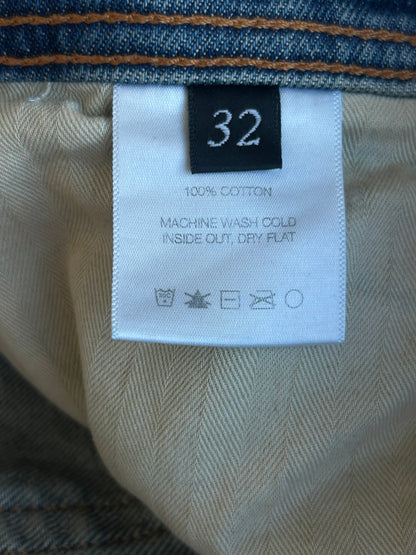 32
100% COTTON
MACHINE WASH COLD
INSIDE OUT, DRY FLAT